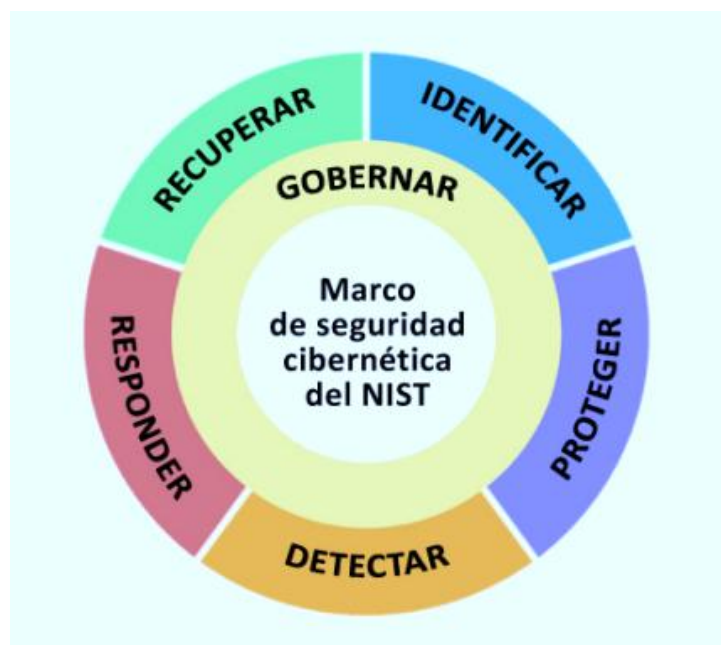 RECUPERAR
IDENTIFICAR
GOBERNAR
Marco
de seguridad
cibernética
del NIST
RESPONDER
PROTEGER
DETECTAR